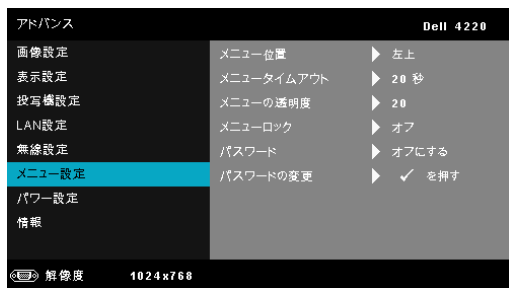 アドバンス Dell 4220
画像設定 メニュー位置 左上
表示設定 メニュータイムアウト 20 秒
投写機設定 メニューの透明度 20
LAN設定 メニューロック オフ
無線設定 パスワード オフにする
メニュー設定 パスワードの変更 ✓ を押す
パワー設定
情報
解像度 1024x768